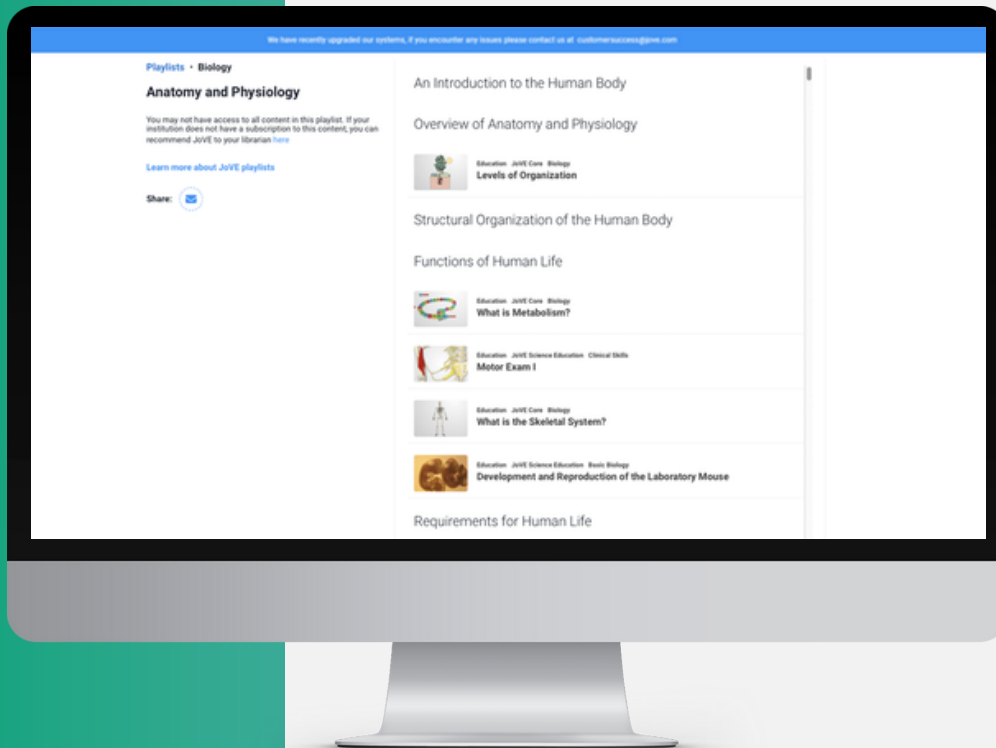 We have recently upgraded our systems, if you encounter any issues please contact us at customersuccess@jove.com
Playlists • Biology
Anatomy and Physiology
You may not have access to all content in this playlist. If your
institution does not have a subscription to this content, you can
recommend JoVE to your librarian here
Learn more about JoVE playlists
Share:
An Introduction to the Human Body
Overview of Anatomy and Physiology
Education JoVE Core Biology
Levels of Organization
Structural Organization of the Human Body
Functions of Human Life
Education JoVE Core Biology
What is Metabolism?
Education JoVE Science Education Clinical Skills
Motor Exam I
Education JoVE Core Biology
What is the Skeletal System?
Education JoVE Science Education Basic Biology
Development and Reproduction of the Laboratory Mouse
Requirements for Human Life